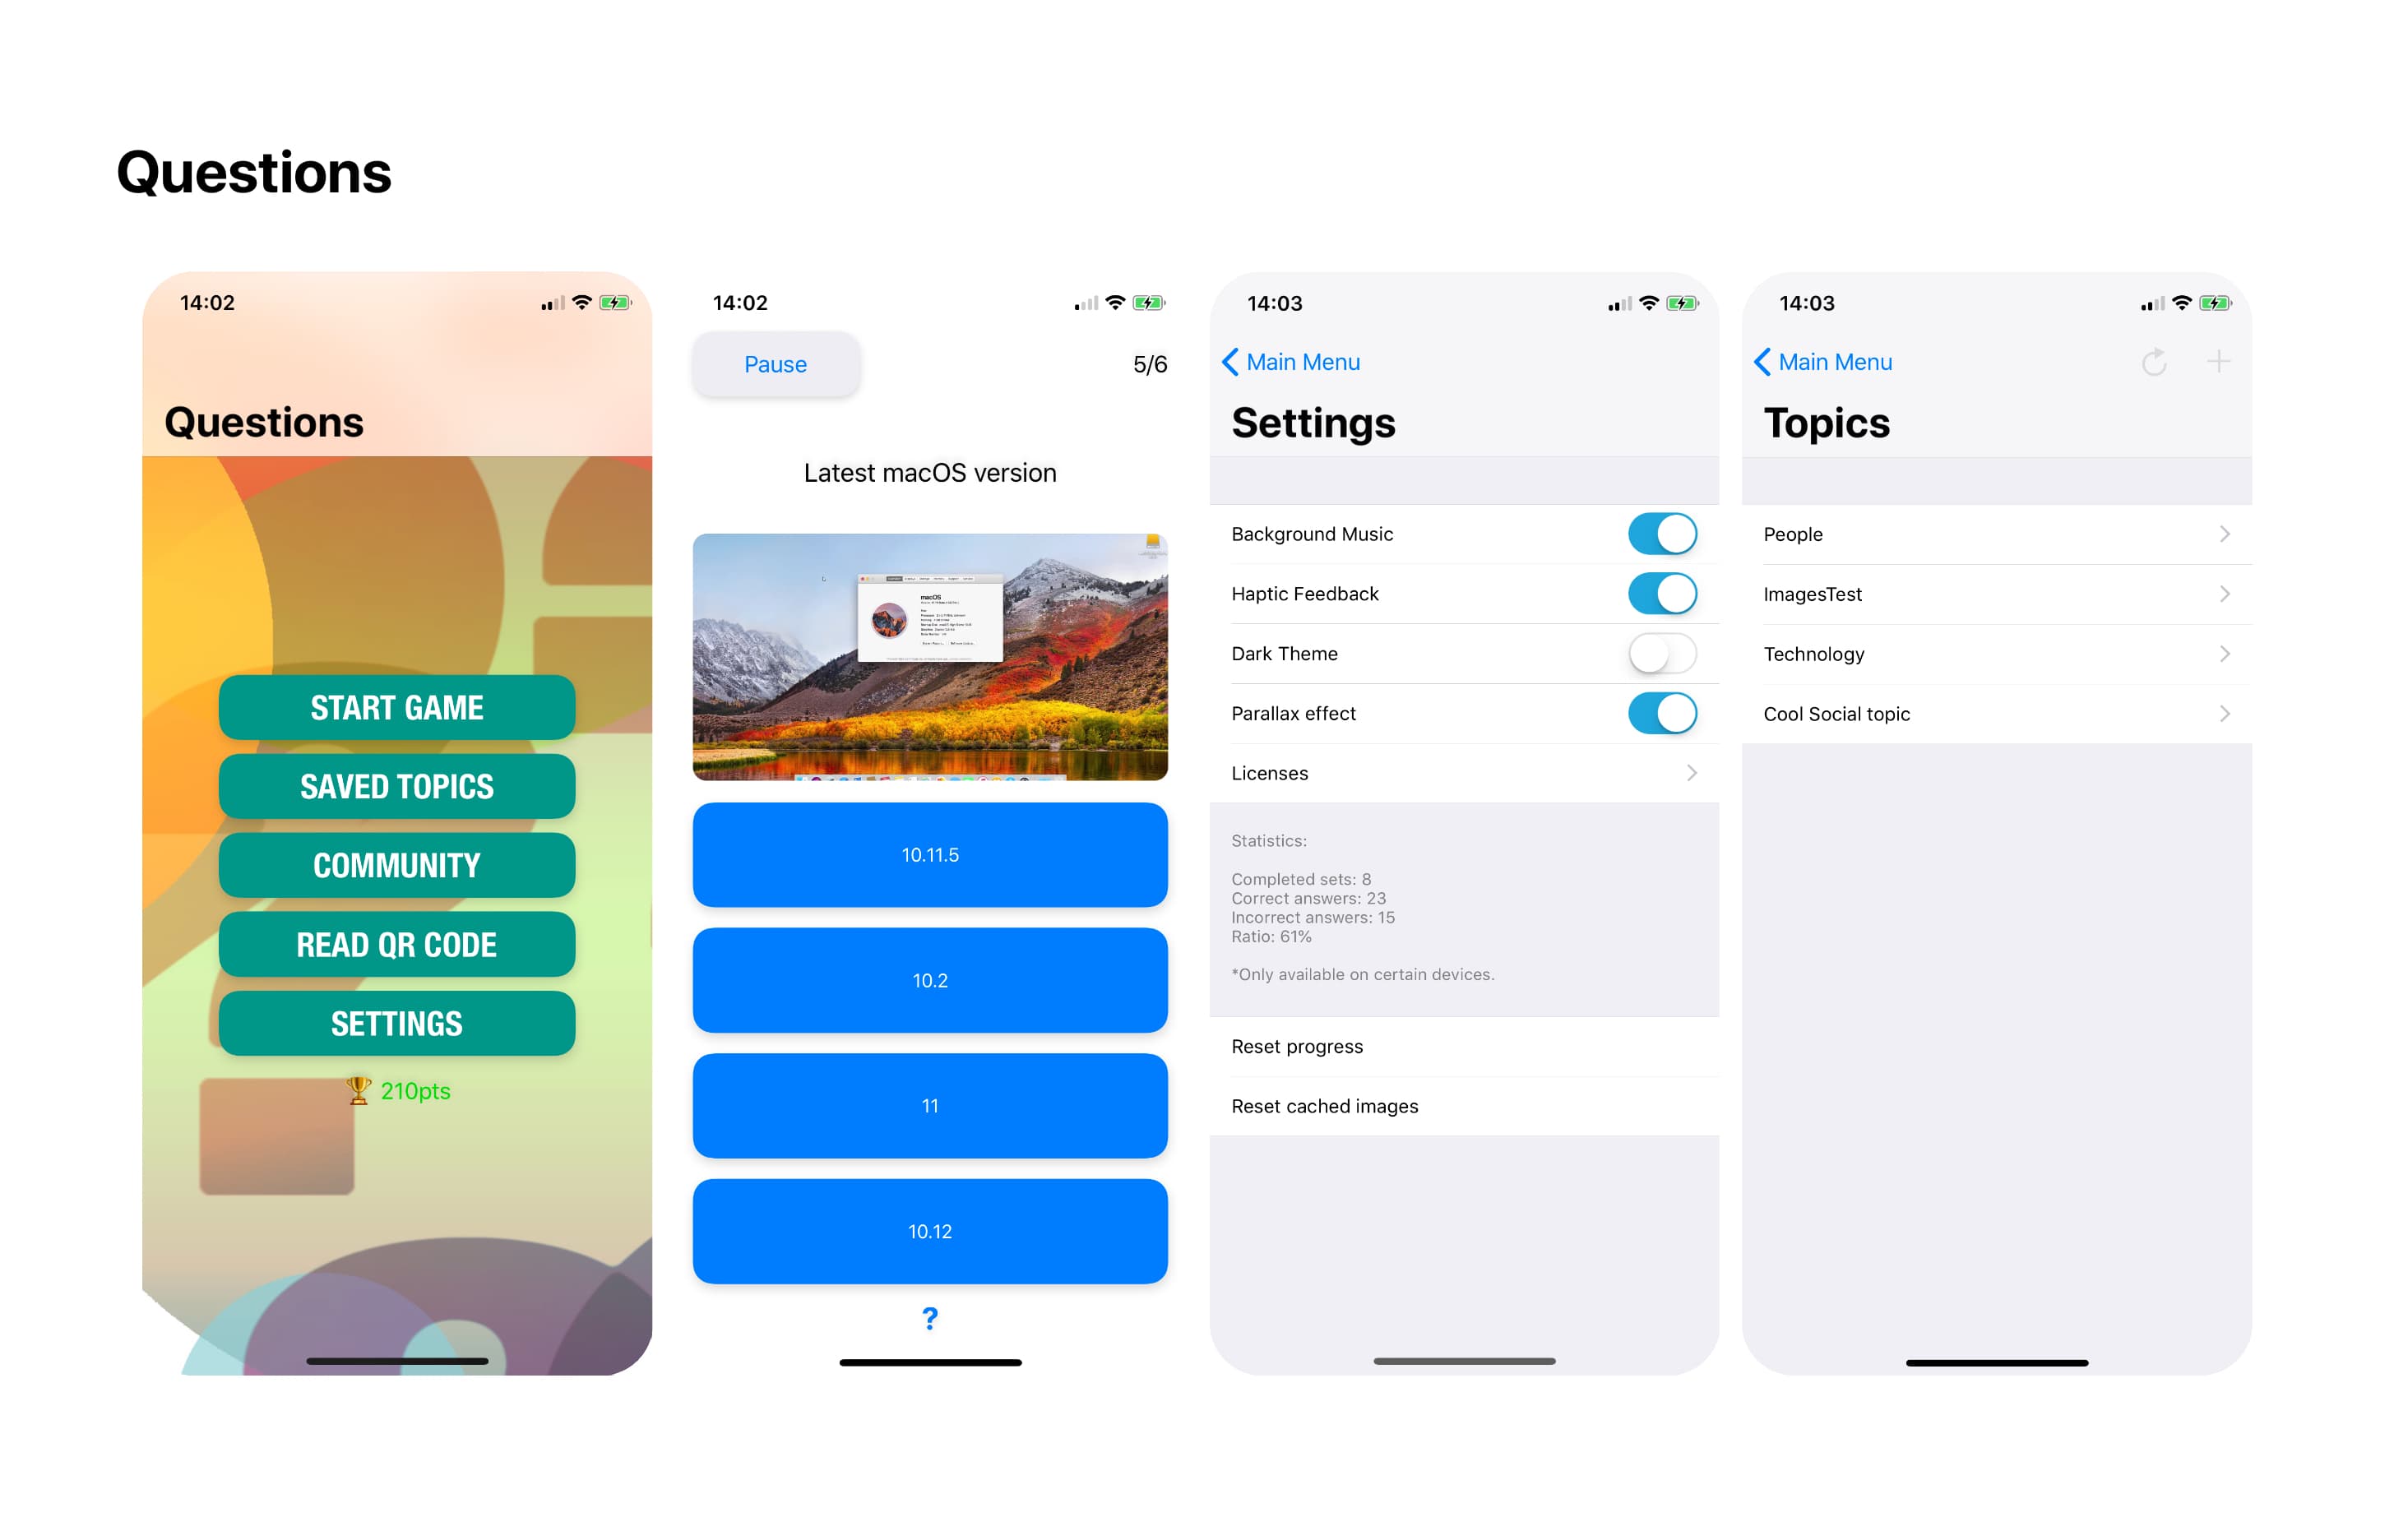 Questions
14:02
Questions
START GAME
SAVED TOPICS
COMMUNITY
READ QR CODE
SETTINGS
210pts
14:02
Pause
5/6
Latest macOS version
macOS
10.11.5
10.2
11
10.12
?
14:03
Main Menu
Settings
Background Music
Haptic Feedback
Dark Theme
Parallax effect
Licenses
Statistics:
Completed sets: 8
Correct answers: 23
Incorrect answers: 15
Ratio: 61%
*Only available on certain devices.
Reset progress
Reset cached images
14:03
Main Menu
Topics
People
ImagesTest
Technology
Cool Social topic